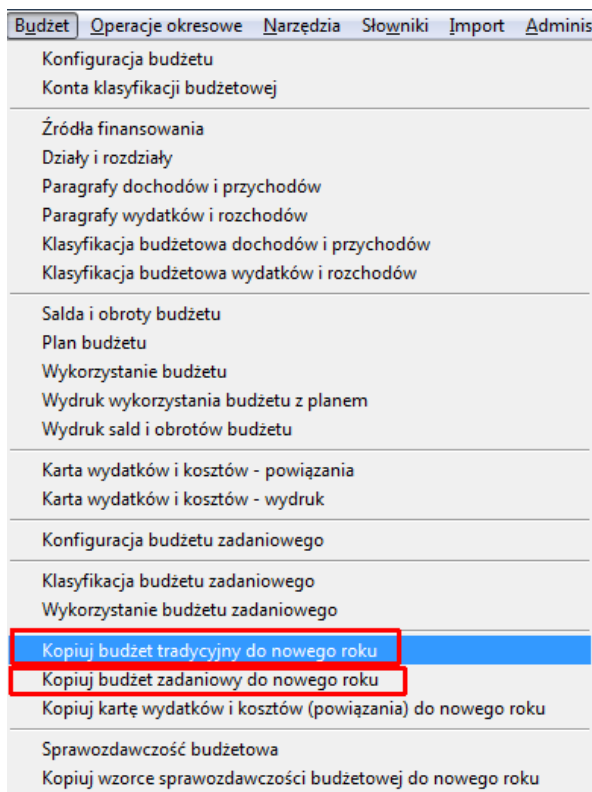 Budżet Operacje okresowe Narzędzia Słowniki Import Adminis
Konfiguracja budżetu
Konta klasyfikacji budżetowej
Źródła finansowania
Działy i rozdziały
Paragrafy dochodów i przychodów
Paragrafy wydatków i rozchodów
Klasyfikacja budżetowa dochodów i przychodów
Klasyfikacja budżetowa wydatków i rozchodów
Salda i obroty budżetu
Plan budżetu
Wykorzystanie budżetu
Wydruk wykorzystania budżetu z planem
Wydruk sald i obrotów budżetu
Karta wydatków i kosztów - powiązania
Karta wydatków i kosztów - wydruk
Konfiguracja budżetu zadaniowego
Klasyfikacja budżetu zadaniowego
Wykorzystanie budżetu zadaniowego
Kopiuj budżet tradycyjny do nowego roku
Kopiuj budżet zadaniowy do nowego roku
Kopiuj kartę wydatków i kosztów (powiązania) do nowego roku
Sprawozdawczość budżetowa
Kopiuj wzorce sprawozdawczości budżetowej do nowego roku